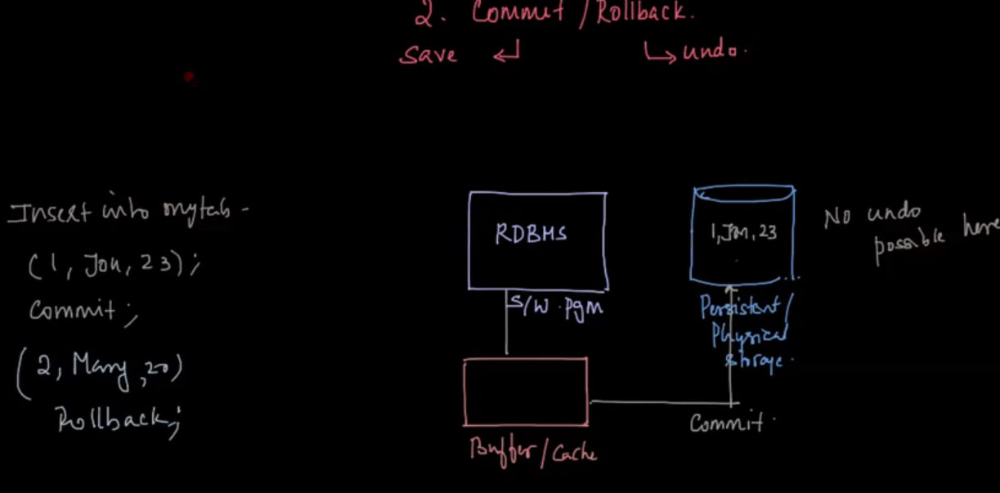 2. Commit / Rollback.
Save ↵ ↳ undo.
Insert into mytab -
(1, Jon, 23);
Commit;
(2, Mary, 20)
Rollback;
RDBMS
S/W. pgm
Buffer/Cache
1, Jon, 23
Persistent/
Physical
storage.
Commit.
No undo
possible here